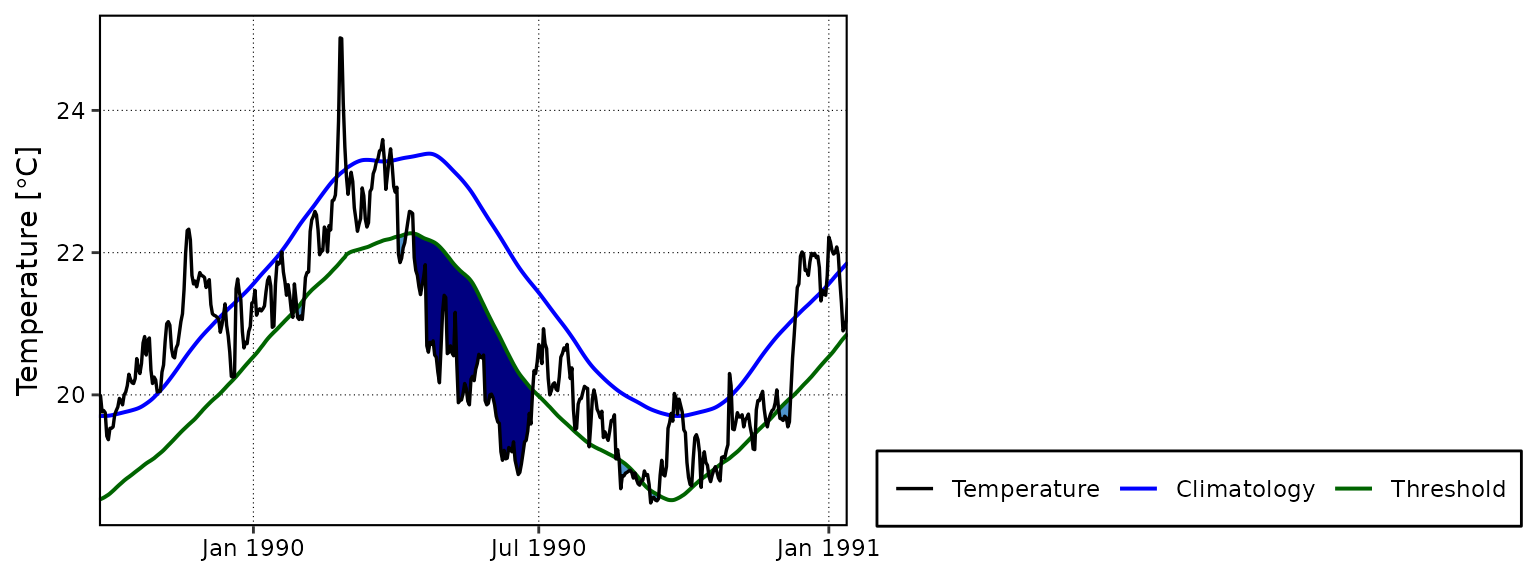 Temperature [°C]
24
22
20
Jan 1990
Jul 1990
Jan 1991
Temperature
Climatology
Threshold